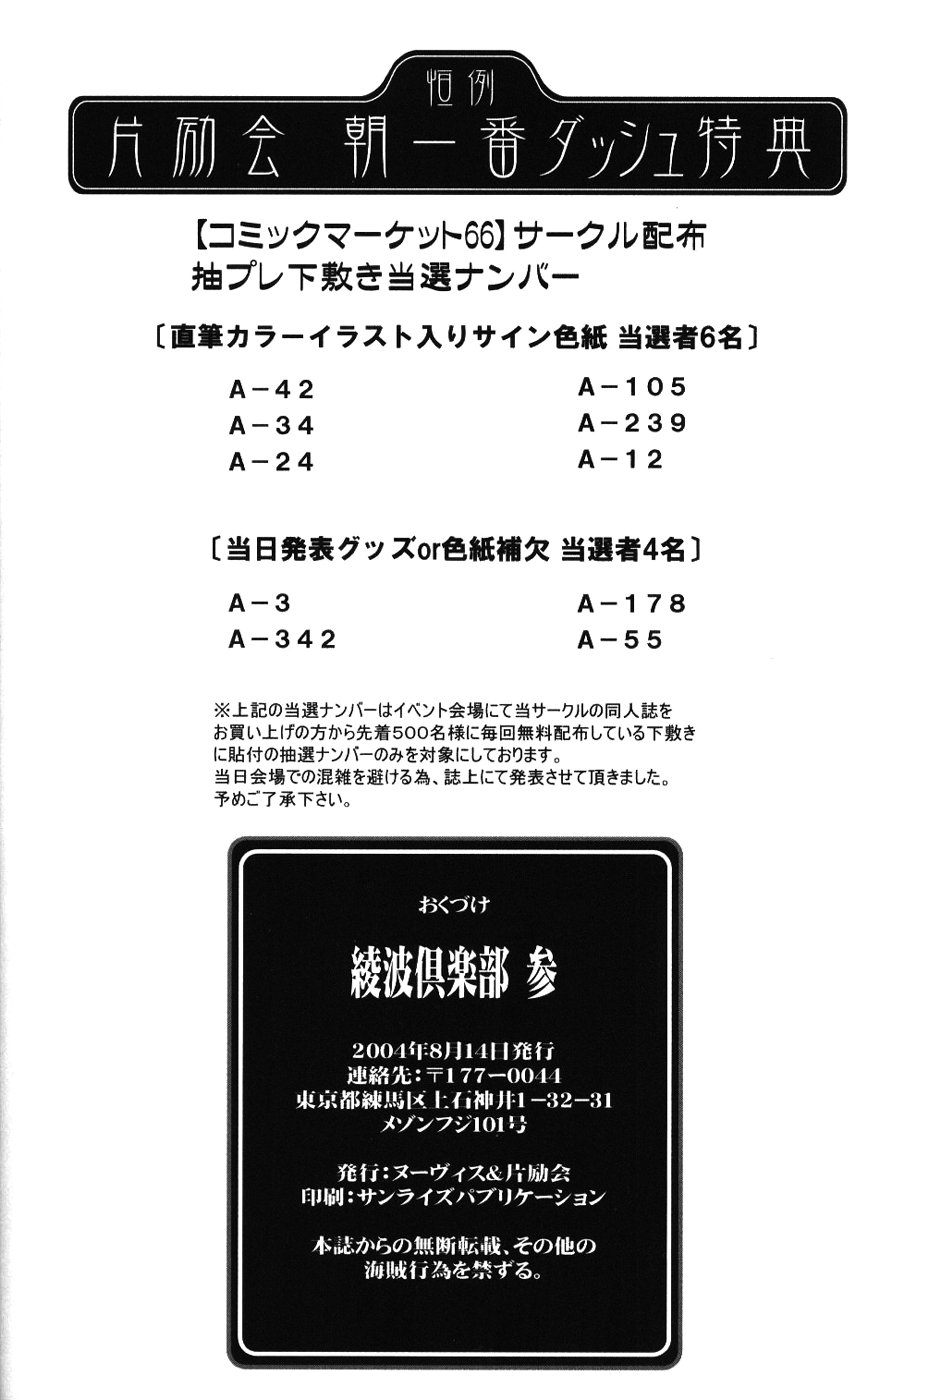 恒例
片励会 朝一番ダッシュ特典
【コミックマーケット66】サークル配布
抽プレ下敷き当選ナンバー
〔直筆カラーイラスト入りサイン色紙 当選者6名〕
A－42 A－105
A－34 A－239
A－24 A－12
〔当日発表グッズor色紙補欠 当選者4名〕
A－3 A－178
A－342 A－55
※上記の当選ナンバーはイベント会場にて当サークルの同人誌を
お買い上げの方から先着500名様に毎回無料配布している下敷き
に貼付の抽選ナンバーのみを対象にしております。
当日会場での混雑を避ける為、誌上にて発表させて頂きました。
予めご了承下さい。
おくづけ
綾波倶楽部 参
2004年8月14日発行
連絡先：〒177ー0044
東京都練馬区上石神井1－32－31
メゾンフジ101号
発行：ヌーヴィス&片励会
印刷：サンライズパブリケーション
本誌からの無断転載、その他の
海賊行為を禁ずる。